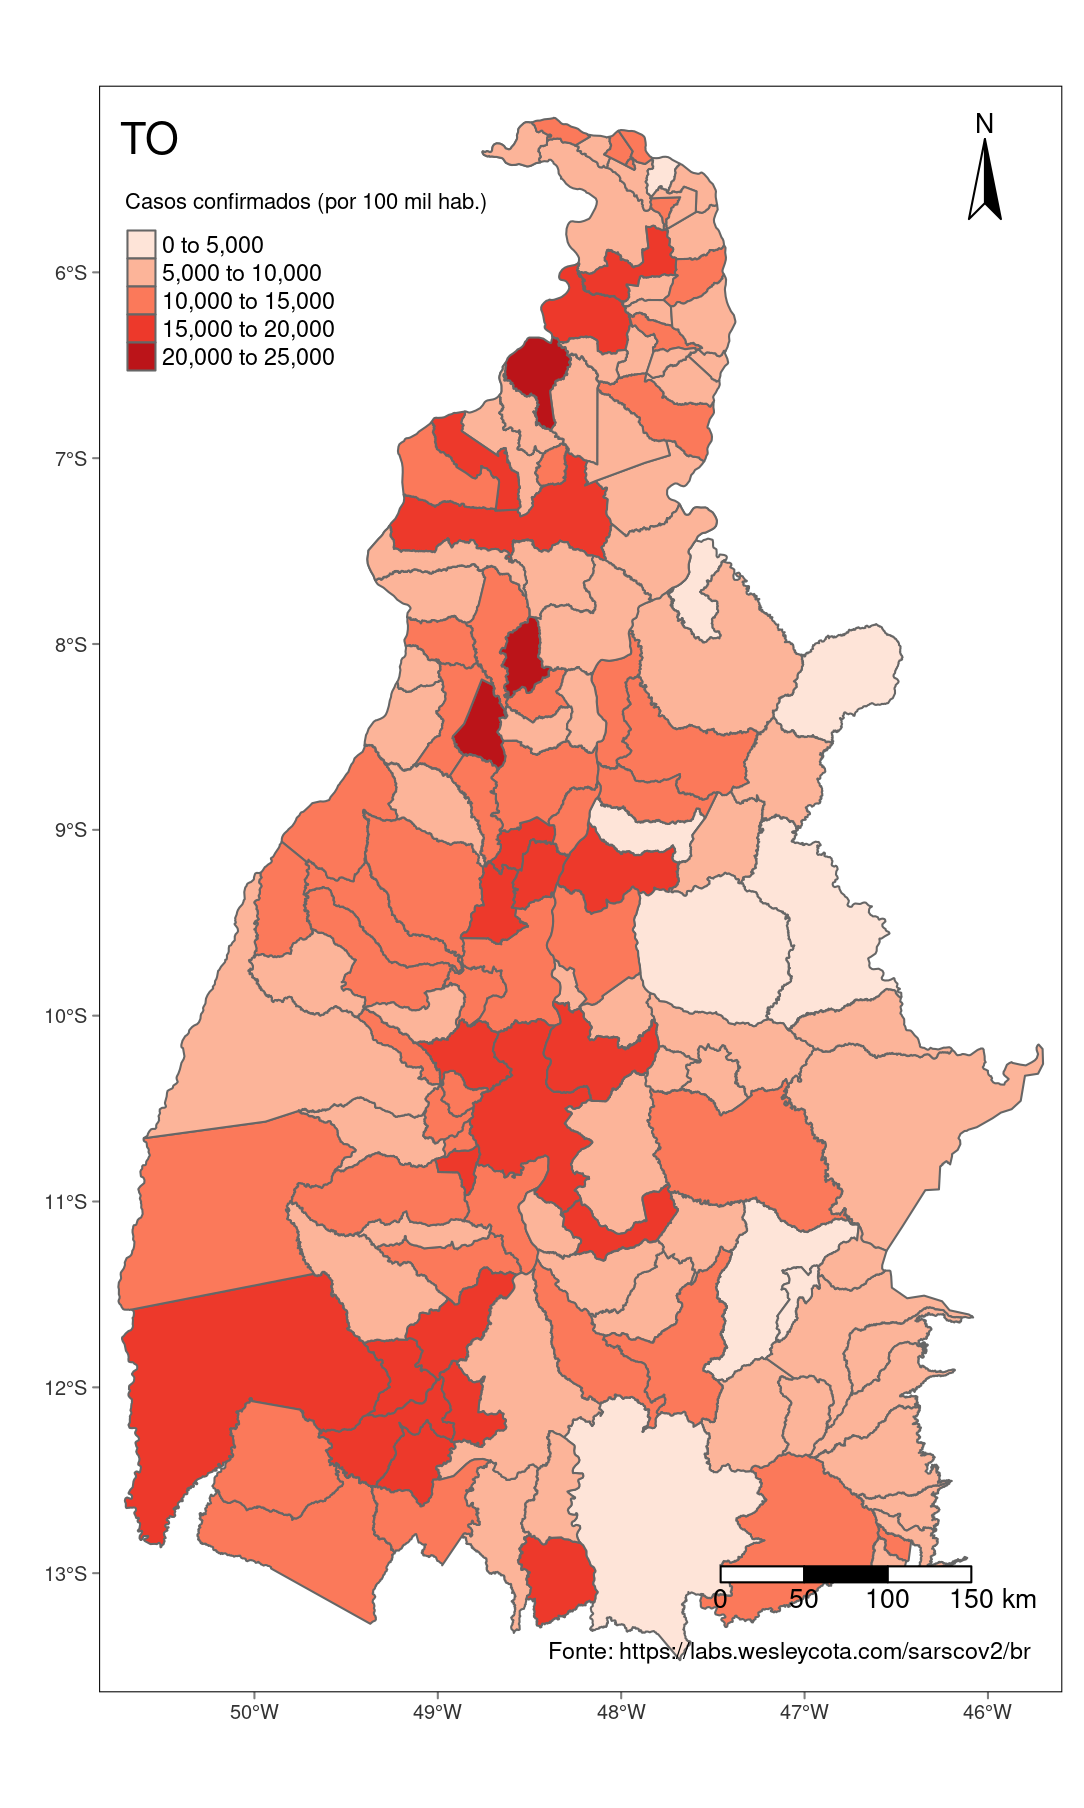 TO
N
Casos confirmados (por 100 mil hab.)
0 to 5,000
5,000 to 10,000
10,000 to 15,000
15,000 to 20,000
20,000 to 25,000
6°S
7°S
8°S
9°S
10°S
11°S
12°S
13°S
0 50 100 150 km
Fonte: https://labs.wesleycota.com/sarscov2/br
50°W 49°W 48°W 47°W 46°W